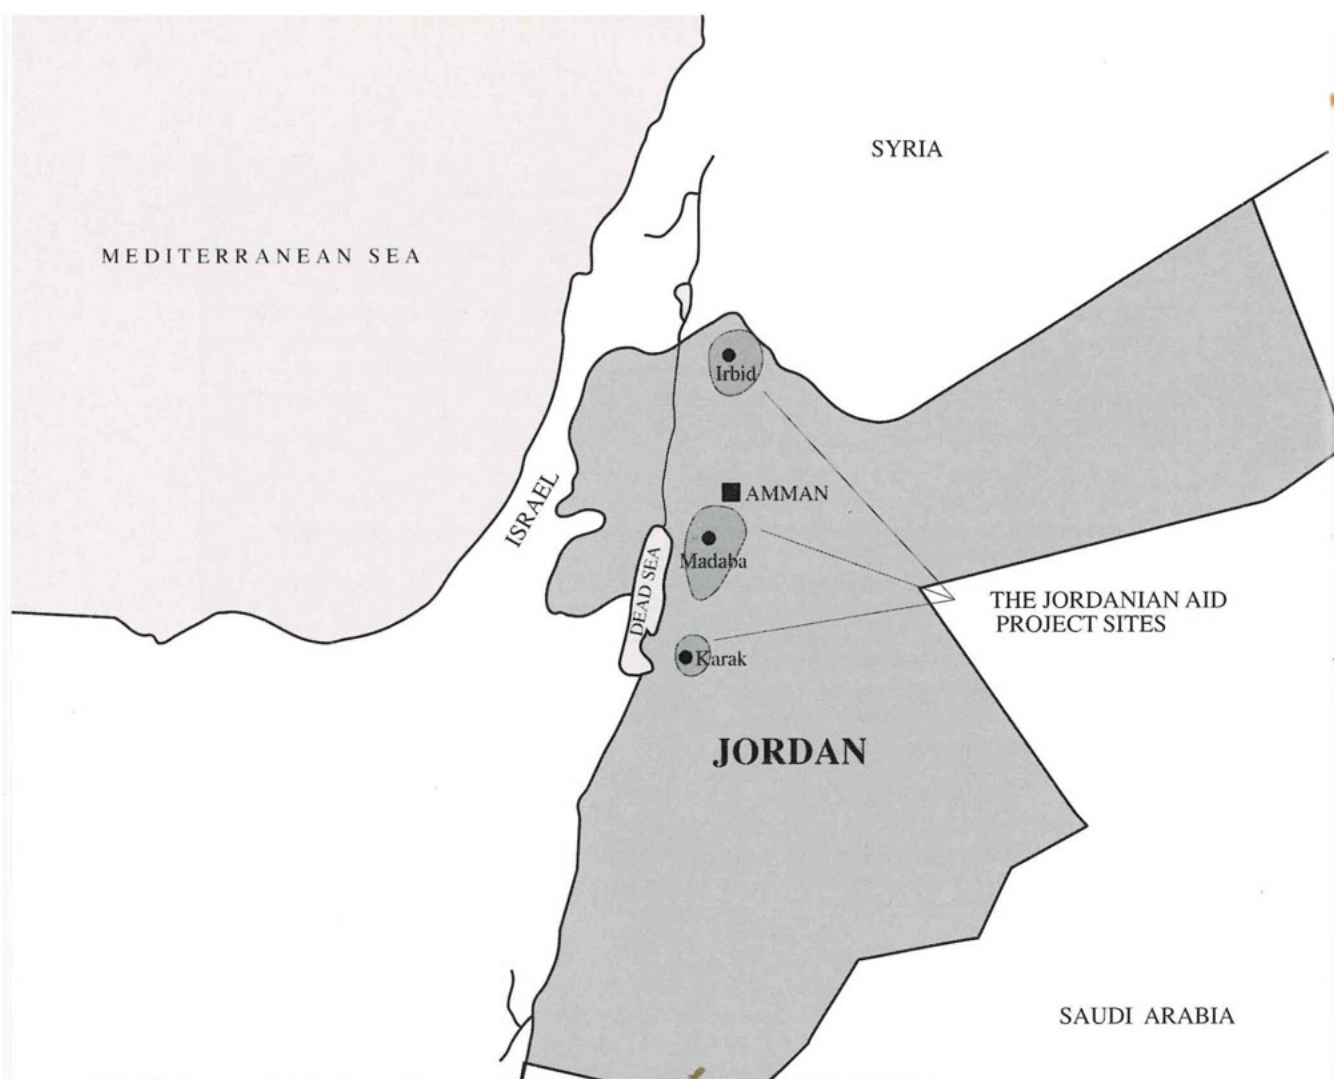 SYRIA
MEDITERRANEAN SEA
Irbid
AMMAN
ISRAEL
Madaba
DEAD SEA
THE JORDANIAN AID
PROJECT SITES
Karak
JORDAN
SAUDI ARABIA